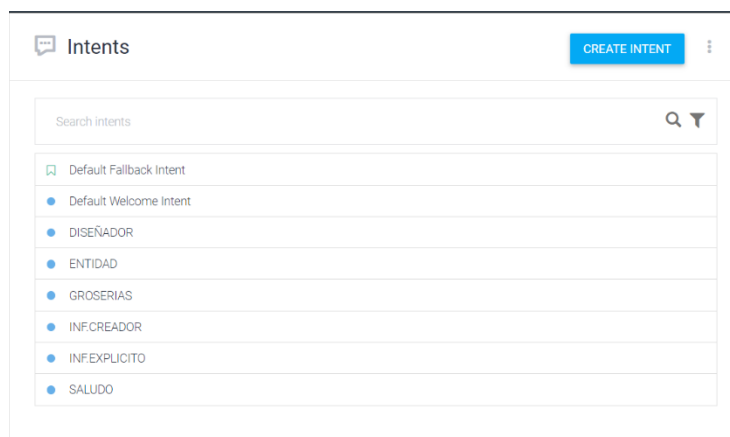 Intents
CREATE INTENT
Search intents
Default Fallback Intent
Default Welcome Intent
DISEÑADOR
ENTIDAD
GROSERIAS
INF.CREADOR
INF.EXPLICITO
SALUDO